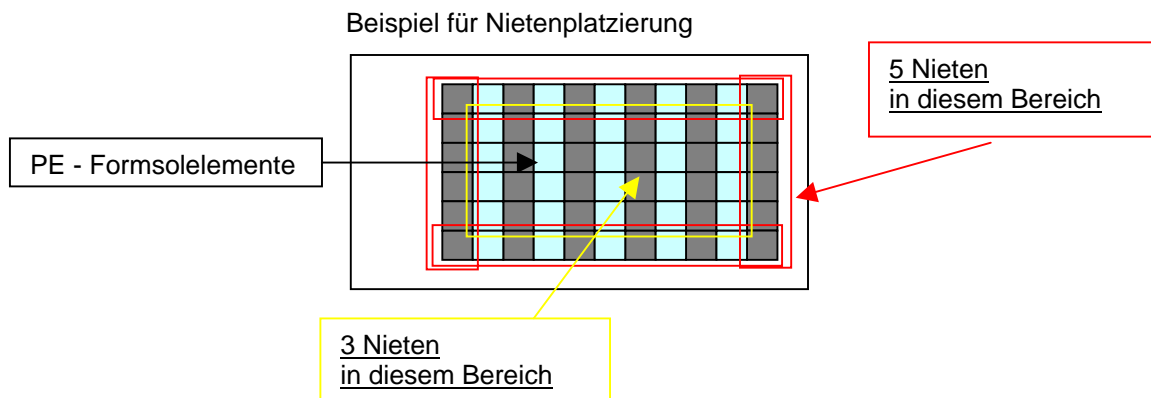 Beispiel für Nietenplatzierung
5 Nieten
in diesem Bereich
PE - Formsolelemente
3 Nieten
in diesem Bereich